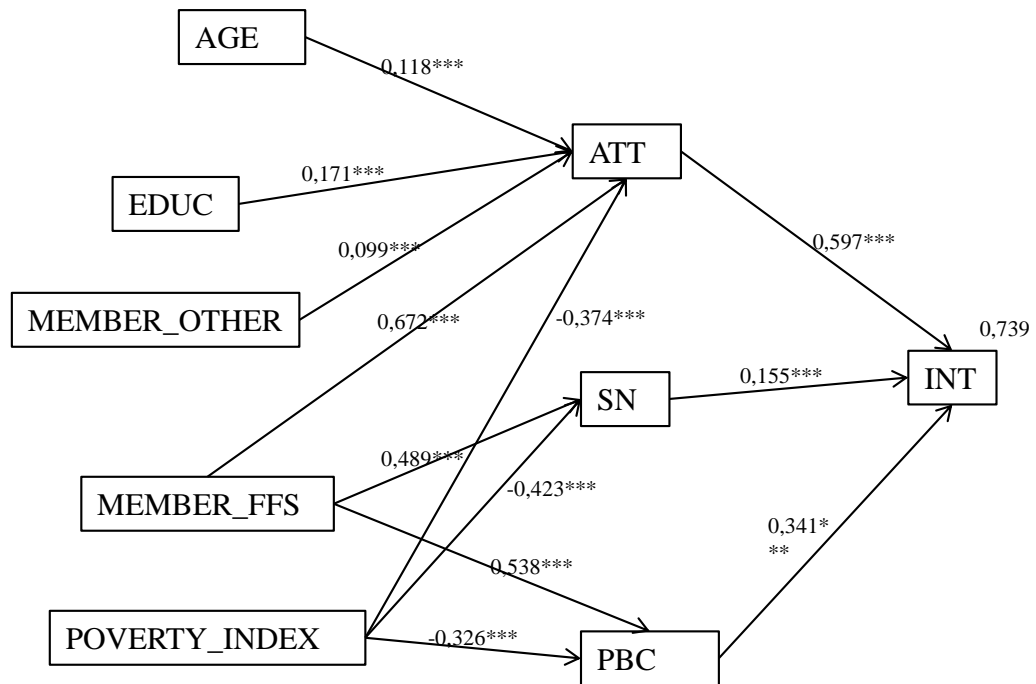 AGE
0,118***
ATT
0,171***
EDUC
0,597***
0,099***
MEMBER_OTHER
0,672***
-0,374***
0,739
INT
0,155***
SN
0,489***
-0,423***
MEMBER_FFS
0,341*
**
0,538***
POVERTY_INDEX
-0,326***
PBC